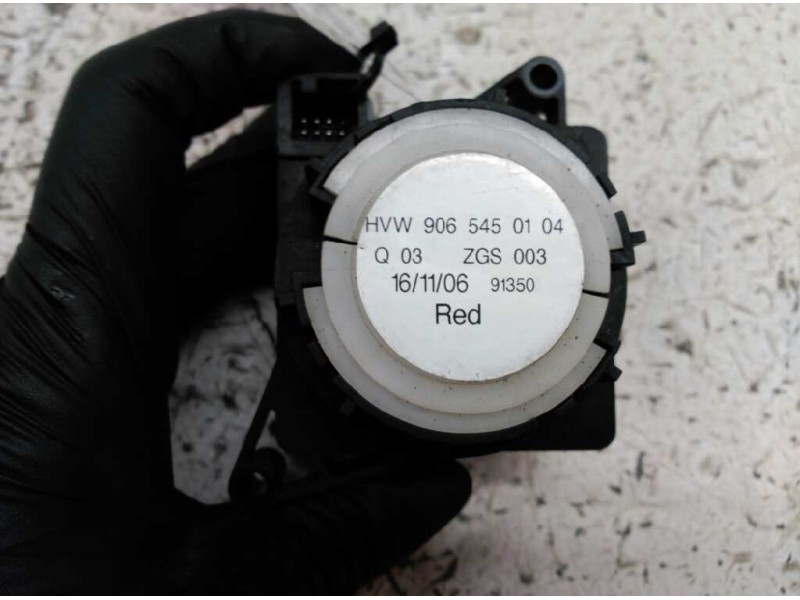 HVW 906 545 01 04
Q 03 ZGS 003
16/11/06 91350
Red